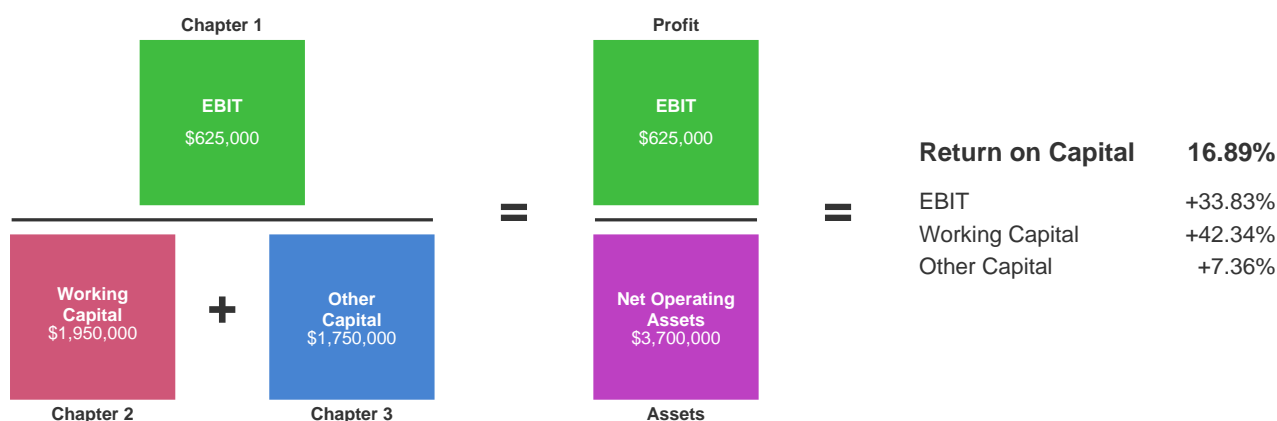 Chapter 1
EBIT
$625,000
Working
Capital
$1,950,000
+
Other
Capital
$1,750,000
Chapter 2
Chapter 3
=
Profit
EBIT
$625,000
Net Operating
Assets
$3,700,000
Assets
=
Return on Capital 16.89%
EBIT +33.83%
Working Capital +42.34%
Other Capital +7.36%